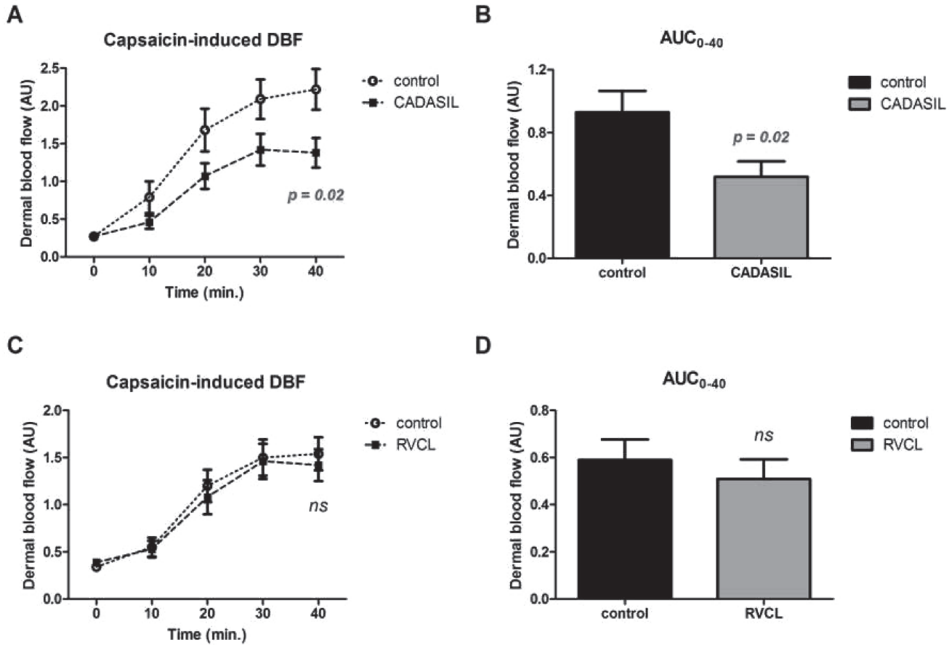 A
Capsaicin-induced DBF
Dermal blood flow (AU)
2.5
2.0
1.5
1.0
0.5
0.0
0 10 20 30 40
Time (min.)
control
CADASIL
p = 0.02
B
AUC0-40
Dermal blood flow (AU)
1.2
0.8
0.4
0.0
control CADASIL
control
CADASIL
p = 0.02
C
Capsaicin-induced DBF
Dermal blood flow (AU)
2.0
1.5
1.0
0.5
0.0
0 10 20 30 40
Time (min.)
control
RVCL
ns
D
AUC0-40
Dermal blood flow (AU)
0.8
0.6
0.4
0.2
0.0
control RVCL
control
RVCL
ns